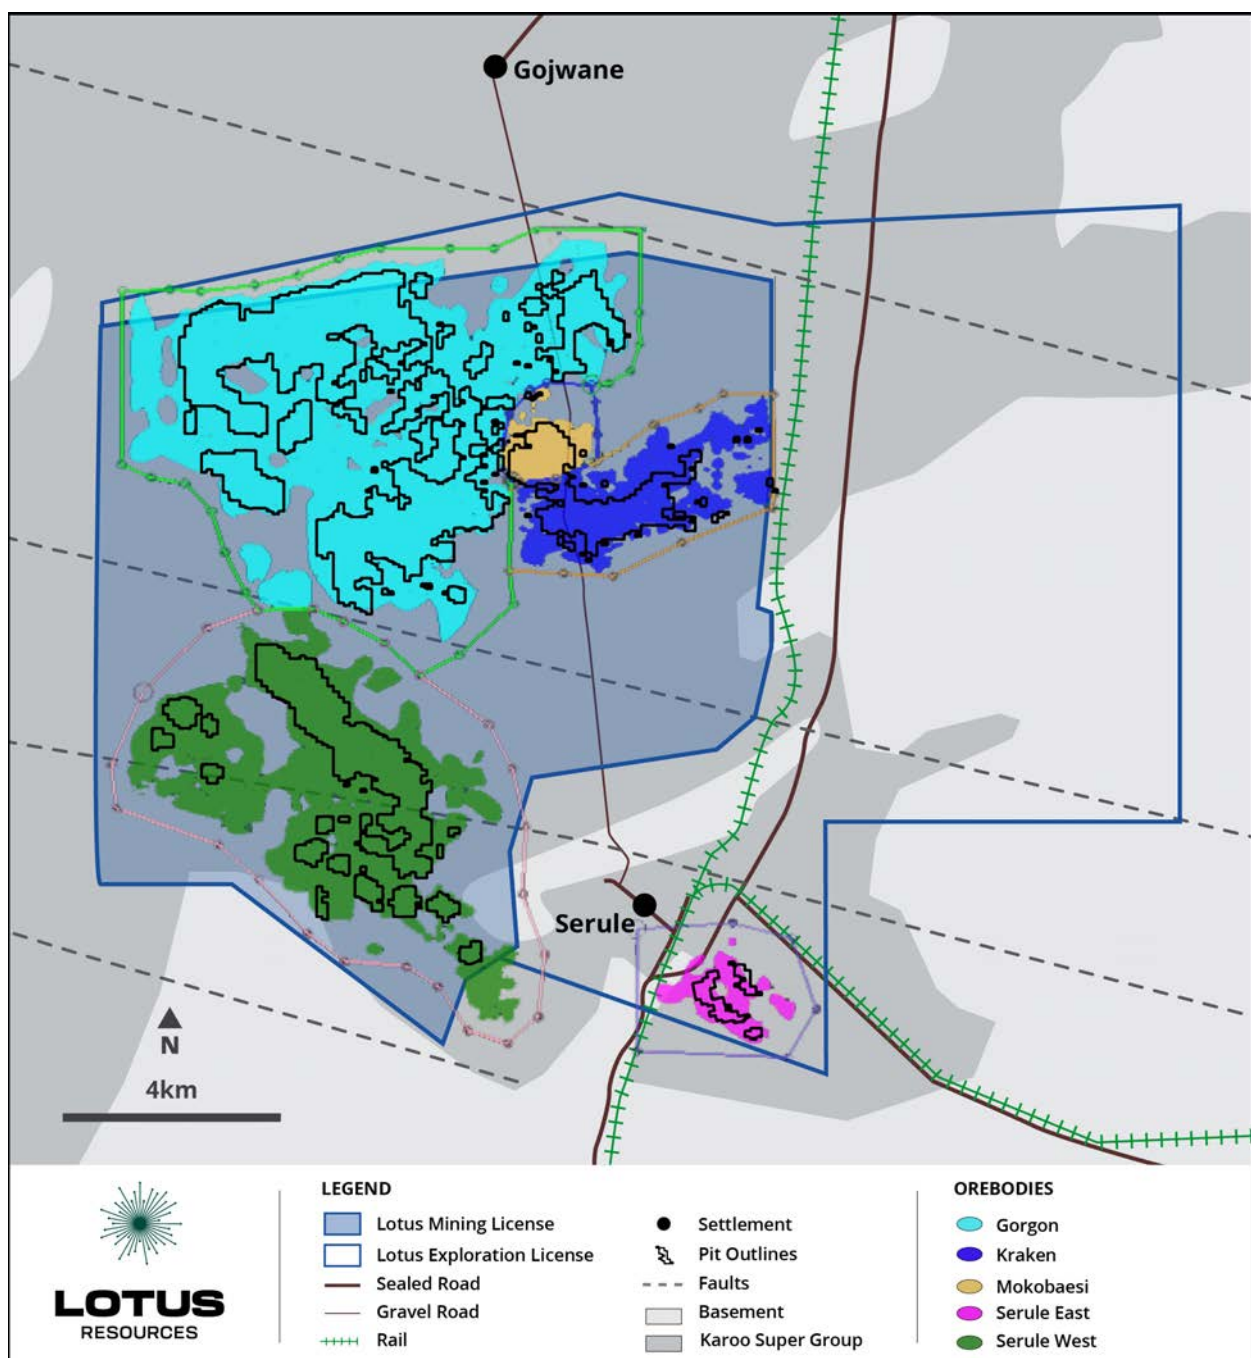 Gojwane
Serule
N
4km
LOTUS
RESOURCES
LEGEND
Lotus Mining License
Lotus Exploration License
Sealed Road
Gravel Road
Rail
Settlement
Pit Outlines
Faults
Basement
Karoo Super Group
OREBODIES
Gorgon
Kraken
Mokobaesi
Serule East
Serule West